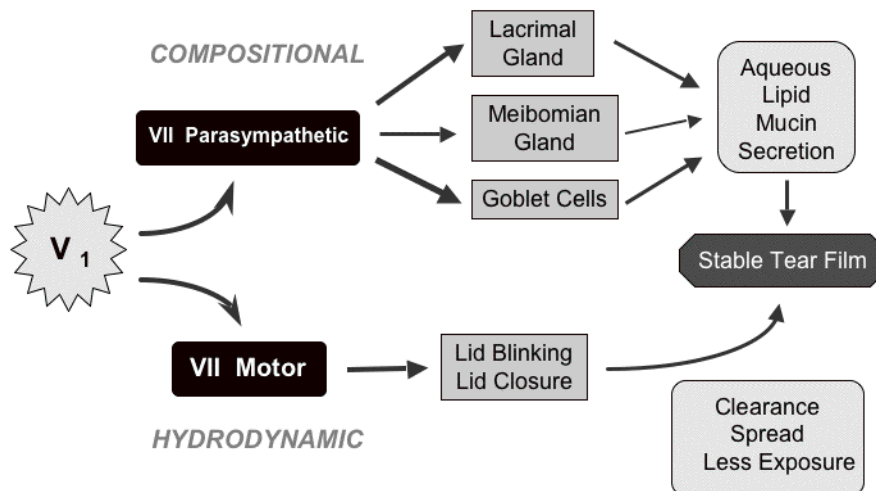 COMPOSITIONAL
Lacrimal
Gland
Aqueous
Lipid
Mucin
Secretion
VII Parasympathetic
Meibomian
Gland
Goblet Cells
V 1
Stable Tear Film
VII Motor
Lid Blinking
Lid Closure
HYDRODYNAMIC
Clearance
Spread
Less Exposure